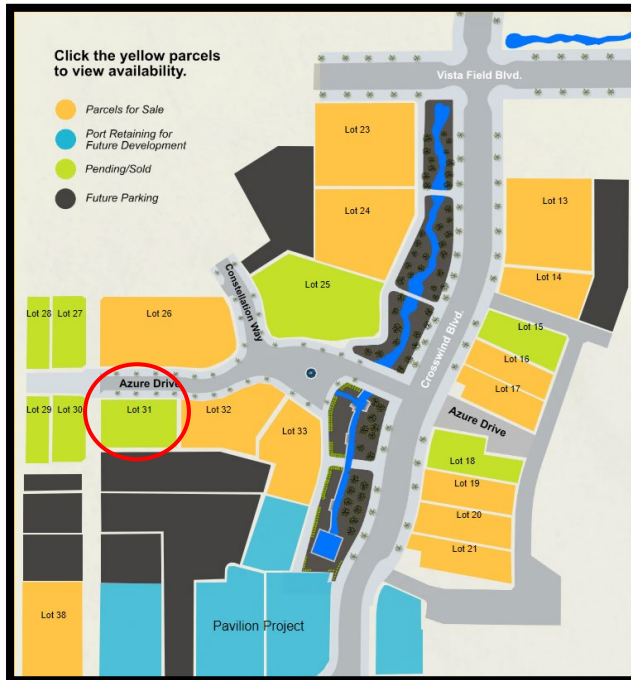 Click the yellow parcels
to view availability.
Parcels for Sale
Port Retaining for
Future Development
Pending/Sold
Future Parking
Vista Field Blvd.
Lot 23
Lot 24
Lot 13
Lot 14
Constellation Way
Lot 25
Lot 28
Lot 27
Lot 26
Crosswind Blvd.
Lot 15
Lot 16
Lot 17
Azure Drive
Lot 29
Lot 30
Lot 31
Lot 32
Lot 33
Azure Drive
Lot 18
Lot 19
Lot 20
Lot 21
Lot 38
Pavilion Project